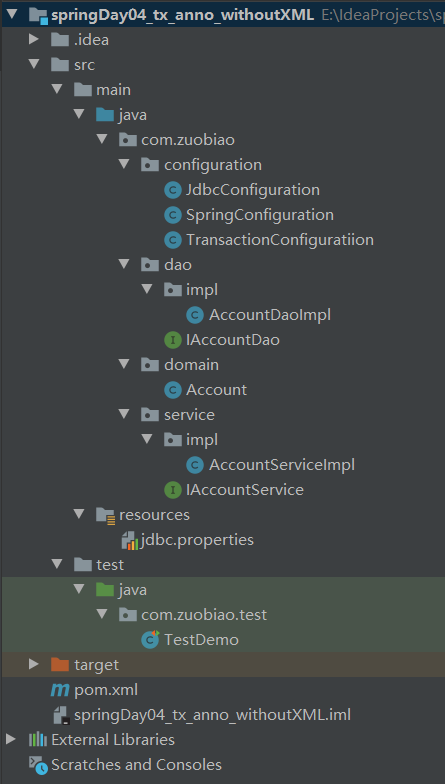 springDay04_tx_anno_withoutXML E:\IdeaProjects\sp
.idea
src
main
java
com.zuobiao
configuration
JdbcConfiguration
SpringConfiguration
TransactionConfiguratiion
dao
impl
AccountDaoImpl
IAccountDao
domain
Account
service
impl
AccountServiceImpl
IAccountService
resources
jdbc.properties
test
java
com.zuobiao.test
TestDemo
target
pom.xml
springDay04_tx_anno_withoutXML.iml
External Libraries
Scratches and Consoles